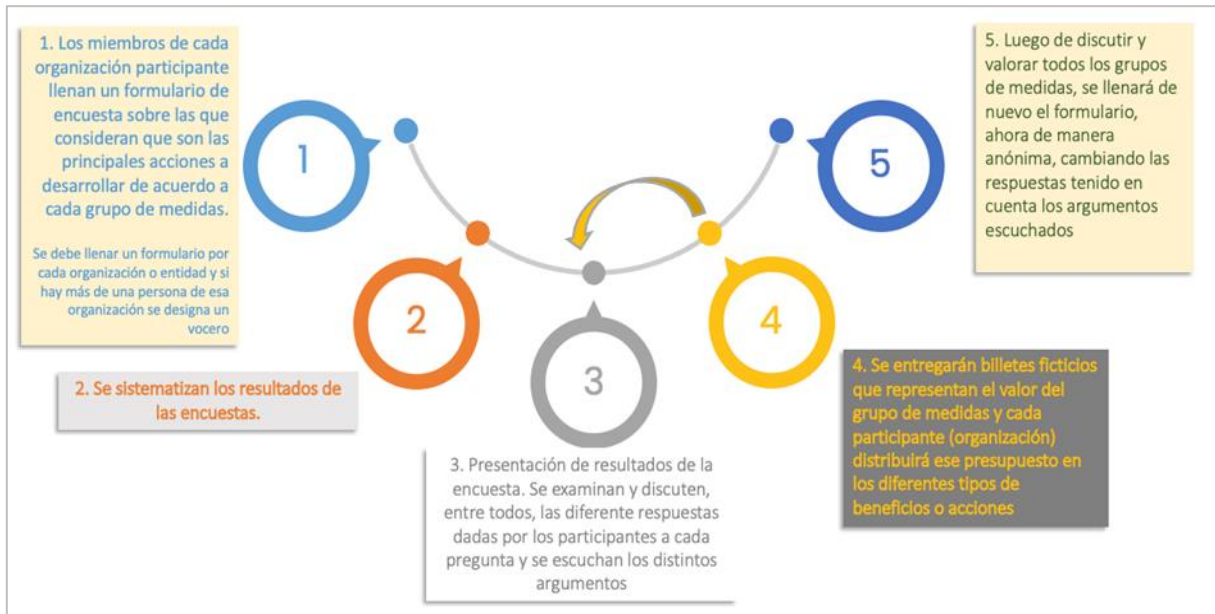 1. Los miembros de cada
organización participante
llenan un formulario de
encuesta sobre las que
consideran que son las
principales acciones a
desarrollar de acuerdo a
cada grupo de medidas.
Se debe llenar un formulario por
cada organización o entidad y si
hay más de una persona de esa
organización se designa un
vocero
1
2
2. Se sistematizan los resultados de
las encuestas.
3
3. Presentación de resultados de la
encuesta. Se examinan y discuten,
entre todos, las diferente respuestas
dadas por los participantes a cada
pregunta y se escuchan los distintos
argumentos
4
4. Se entregarán billetes ficticios
que representan el valor del
grupo de medidas y cada
participante (organización)
distribuirá ese presupuesto en
los diferentes tipos de
beneficios o acciones
5
5. Luego de discutir y
valorar todos los grupos
de medidas, se llenará de
nuevo el formulario,
ahora de manera
anónima, cambiando las
respuestas tenido en
cuenta los argumentos
escuchados